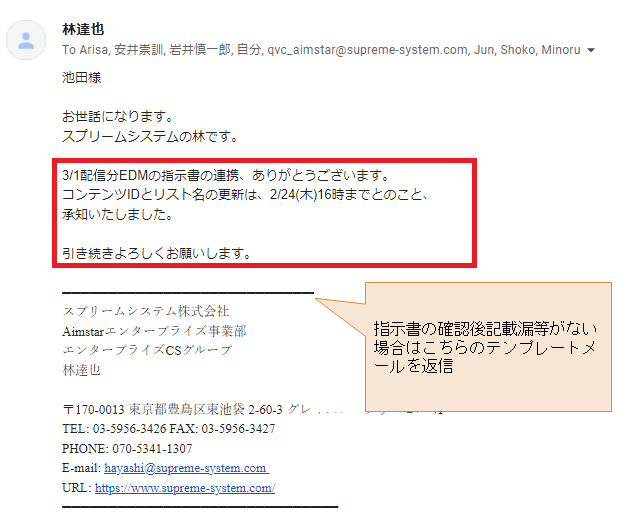 林達也
To Arisa, 安井崇訓, 岩井慎一郎, 自分, qvc_aimstar@supreme-system.com, Jun, Shoko, Minoru
池田様
お世話になります。
スプリームシステムの林です。
3/1配信分EDMの指示書の連携、ありがとうございます。
コンテンツIDとリスト名の更新は、2/24(木)16時までとのこと、
承知いたしました。
引き続きよろしくお願いします。
スプリームシステム株式会社
Aimstarエンタープライズ事業部
エンタープライズCSグループ
林達也
指示書の確認後記載漏等がない
場合はこちらのテンプレートメ
ールを返信
〒170-0013 東京都豊島区東池袋 2-60-3
TEL: 03-5956-3426 FAX: 03-5956-3427
PHONE: 070-5341-1307
E-mail: hayashi@supreme-system.com
URL: https://www.supreme-system.com/